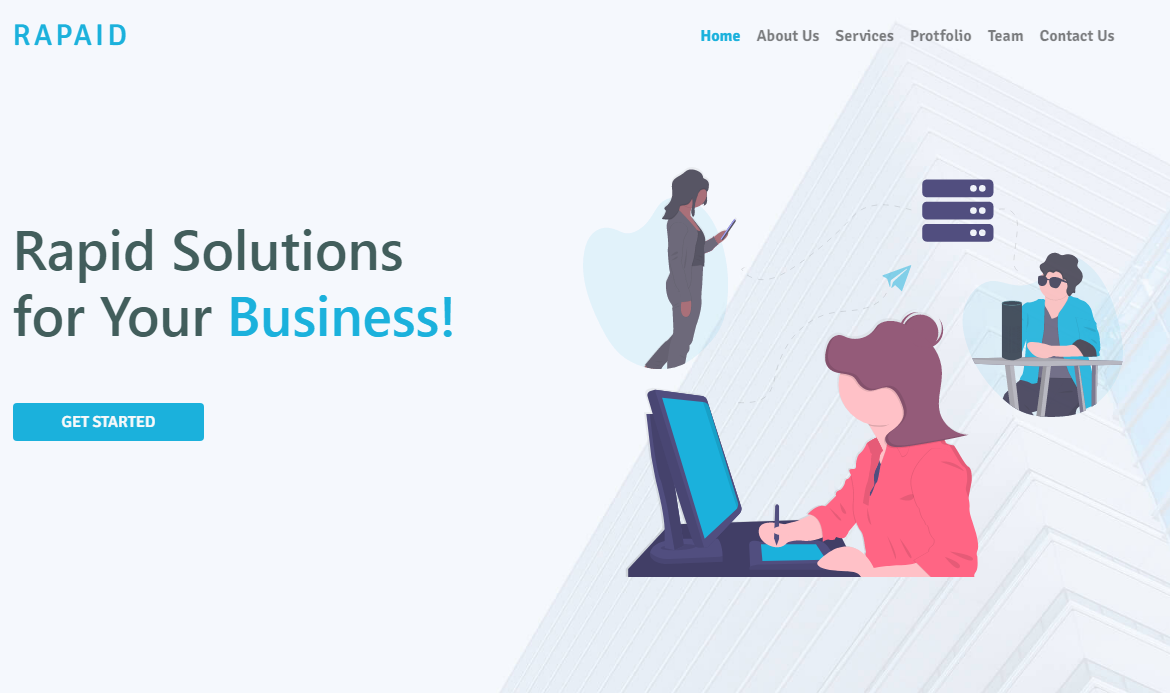 RAPAID
Home About Us Services Protfolio Team Contact Us
Rapid Solutions
for Your Business!
GET STARTED